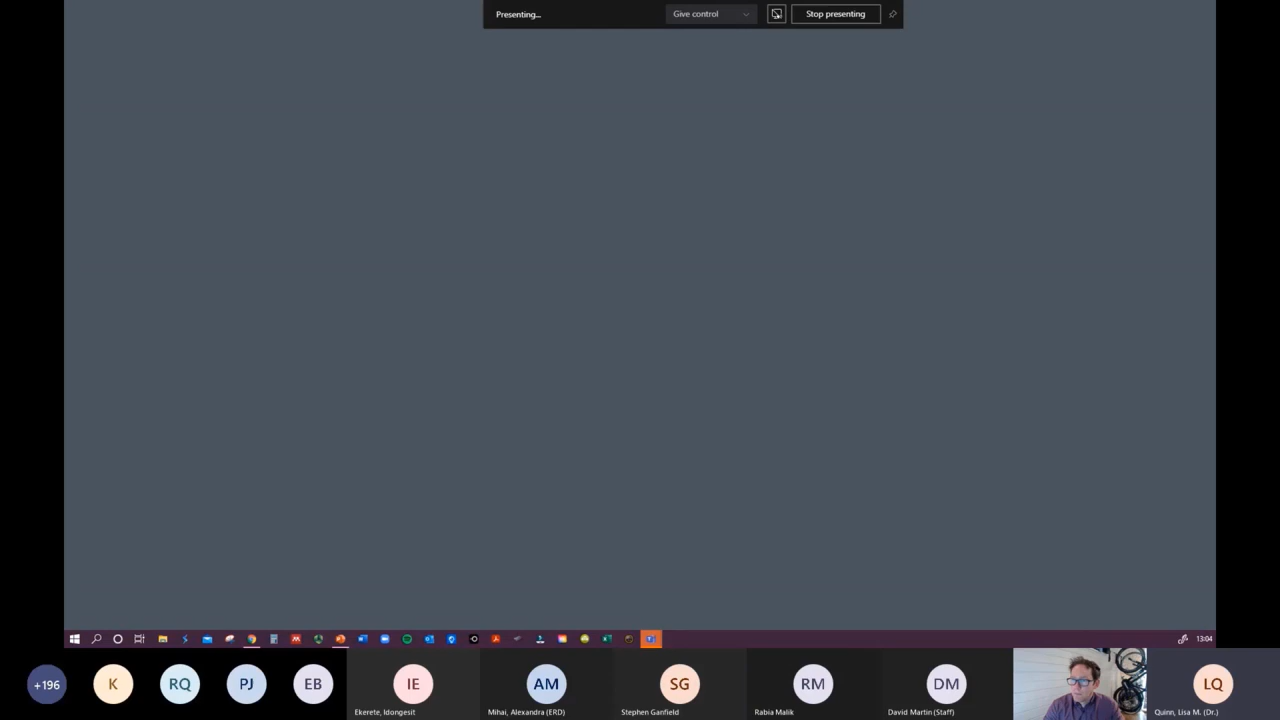 Presenting...
Give control
Stop presenting
13:04
+196
K
RQ
PJ
EB
IE
AM
SG
RM
DM
LQ
Ekerete, Idongesit
Mihai, Alexandra (ERD)
Stephen Ganfield
Rabia Malik
David Martin (Staff)
Quinn, Lisa M. (Dr.)